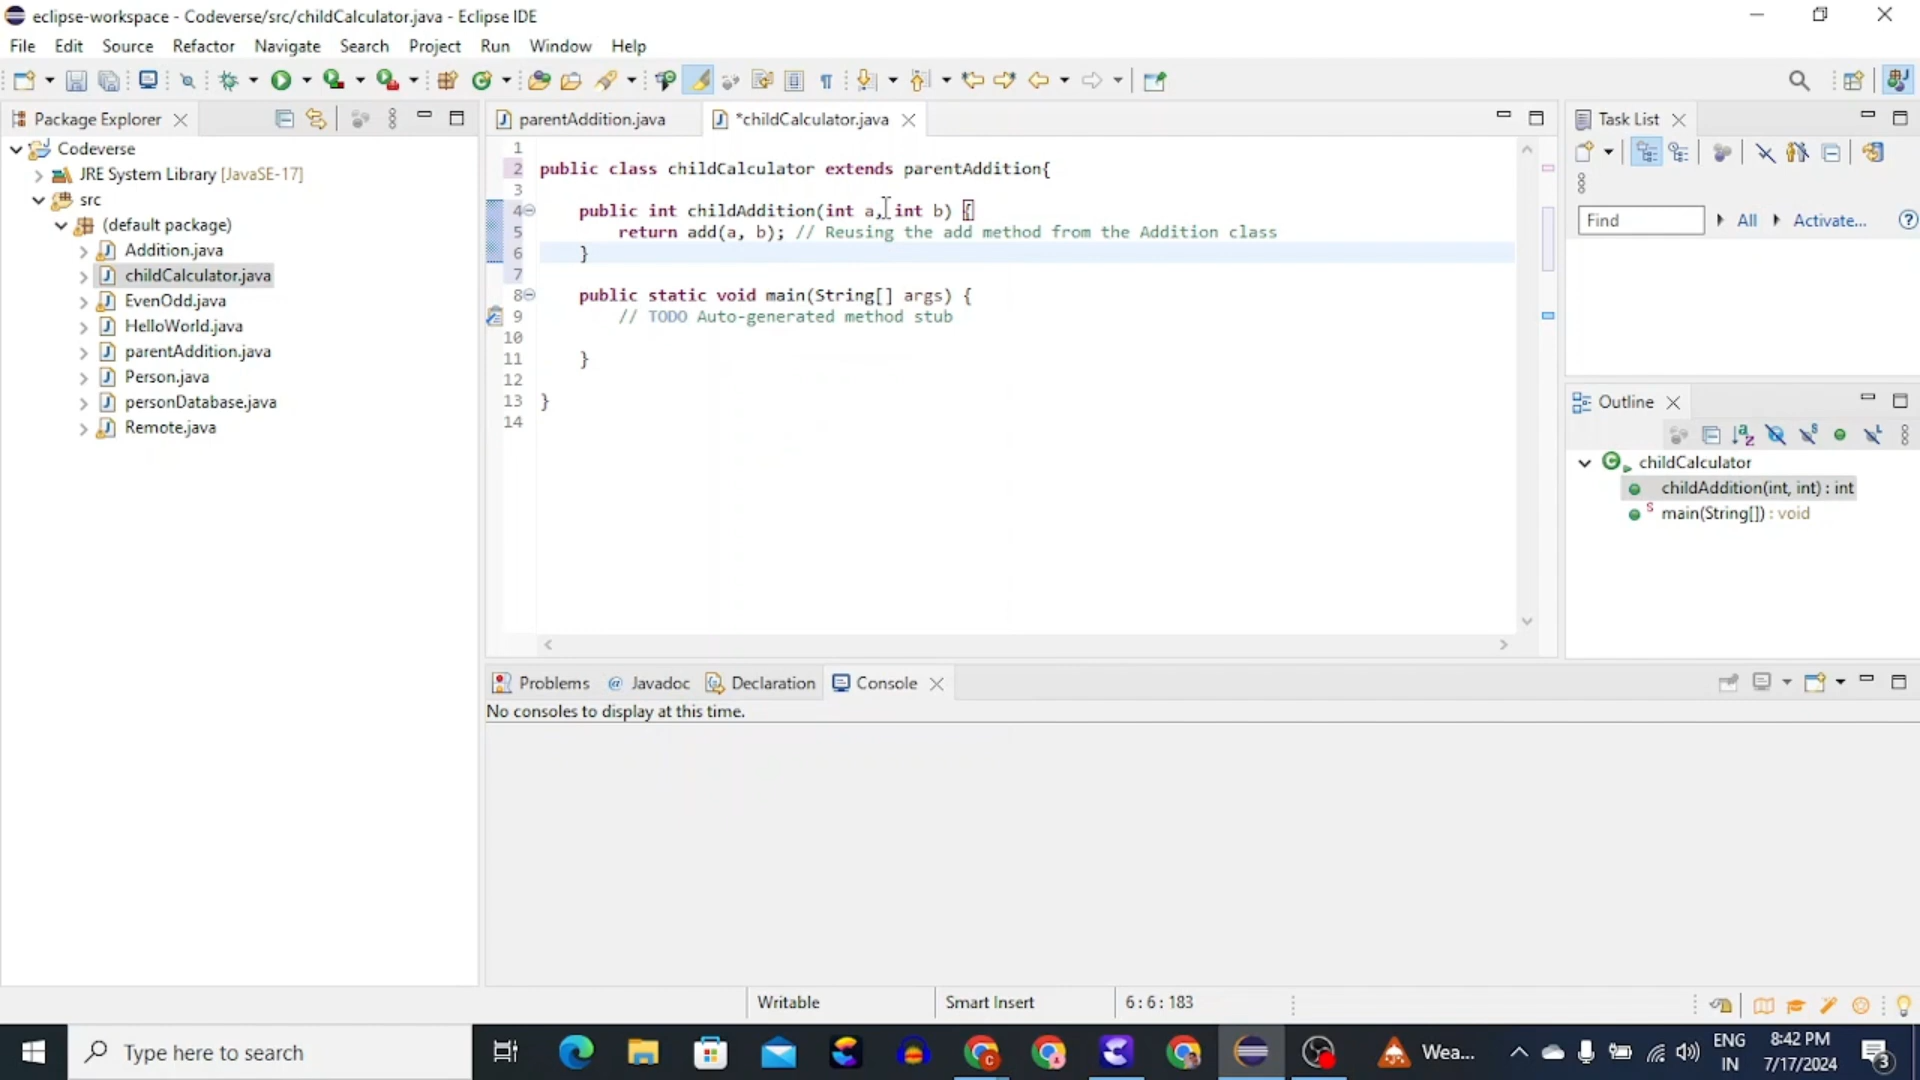 eclipse-workspace - Codeverse/src/childCalculator.java - Eclipse IDE
File Edit Source Refactor Navigate Search Project Run Window Help
Package Explorer
parentAddition.java
*childCalculator.java
Task List
Codeverse
JRE System Library [JavaSE-17]
src
(default package)
Addition.java
childCalculator.java
EvenOdd.java
HelloWorld.java
parentAddition.java
Person.java
personDatabase.java
Remote.java
1
2 public class childCalculator extends parentAddition{
3
4 public int childAddition(int a, int b) {
5 return add(a, b); // Reusing the add method from the Addition class
6 }
7
8 public static void main(String[] args) {
9 // TODO Auto-generated method stub
10
11 }
12
13 }
14
Find All Activate...
Outline
childCalculator
childAddition(int, int) : int
main(String[]) : void
Problems Javadoc Declaration Console
No consoles to display at this time.
Writable Smart Insert 6 : 6 : 183
Type here to search
Wea...
ENG
IN
8:42 PM
7/17/2024
3